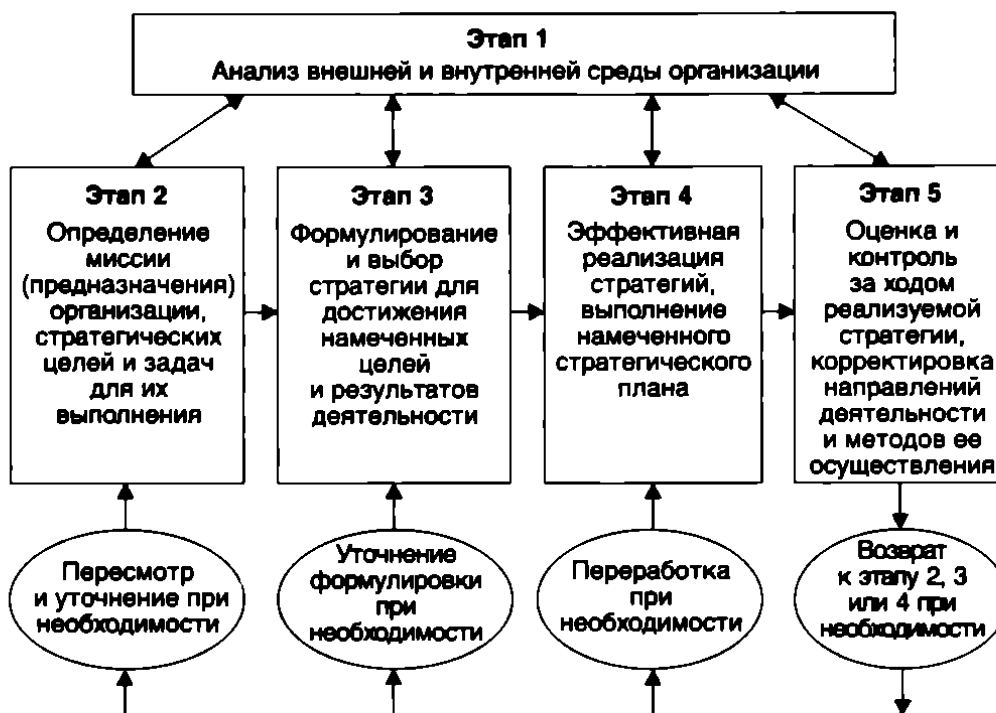 Этап 1
Анализ внешней и внутренней среды организации
Этап 2
Определение
миссии
(предназначения)
организации,
стратегических
целей и задач
для их
выполнения
Этап 3
Формулирование
и выбор
стратегии для
достижения
намеченных
целей
и результатов
деятельности
Этап 4
Эффективная
реализация
стратегий,
выполнение
намеченного
стратегического
плана
Этап 5
Оценка и
контроль
за ходом
реализуемой
стратегии,
корректировка
направлений
деятельности
и методов ее
осуществления
Пересмотр
и уточнение при
необходимости
Уточнение
формулировки
при
необходимости
Переработка
при
необходимости
Возврат
к этапу 2, 3
или 4 при
необходимости